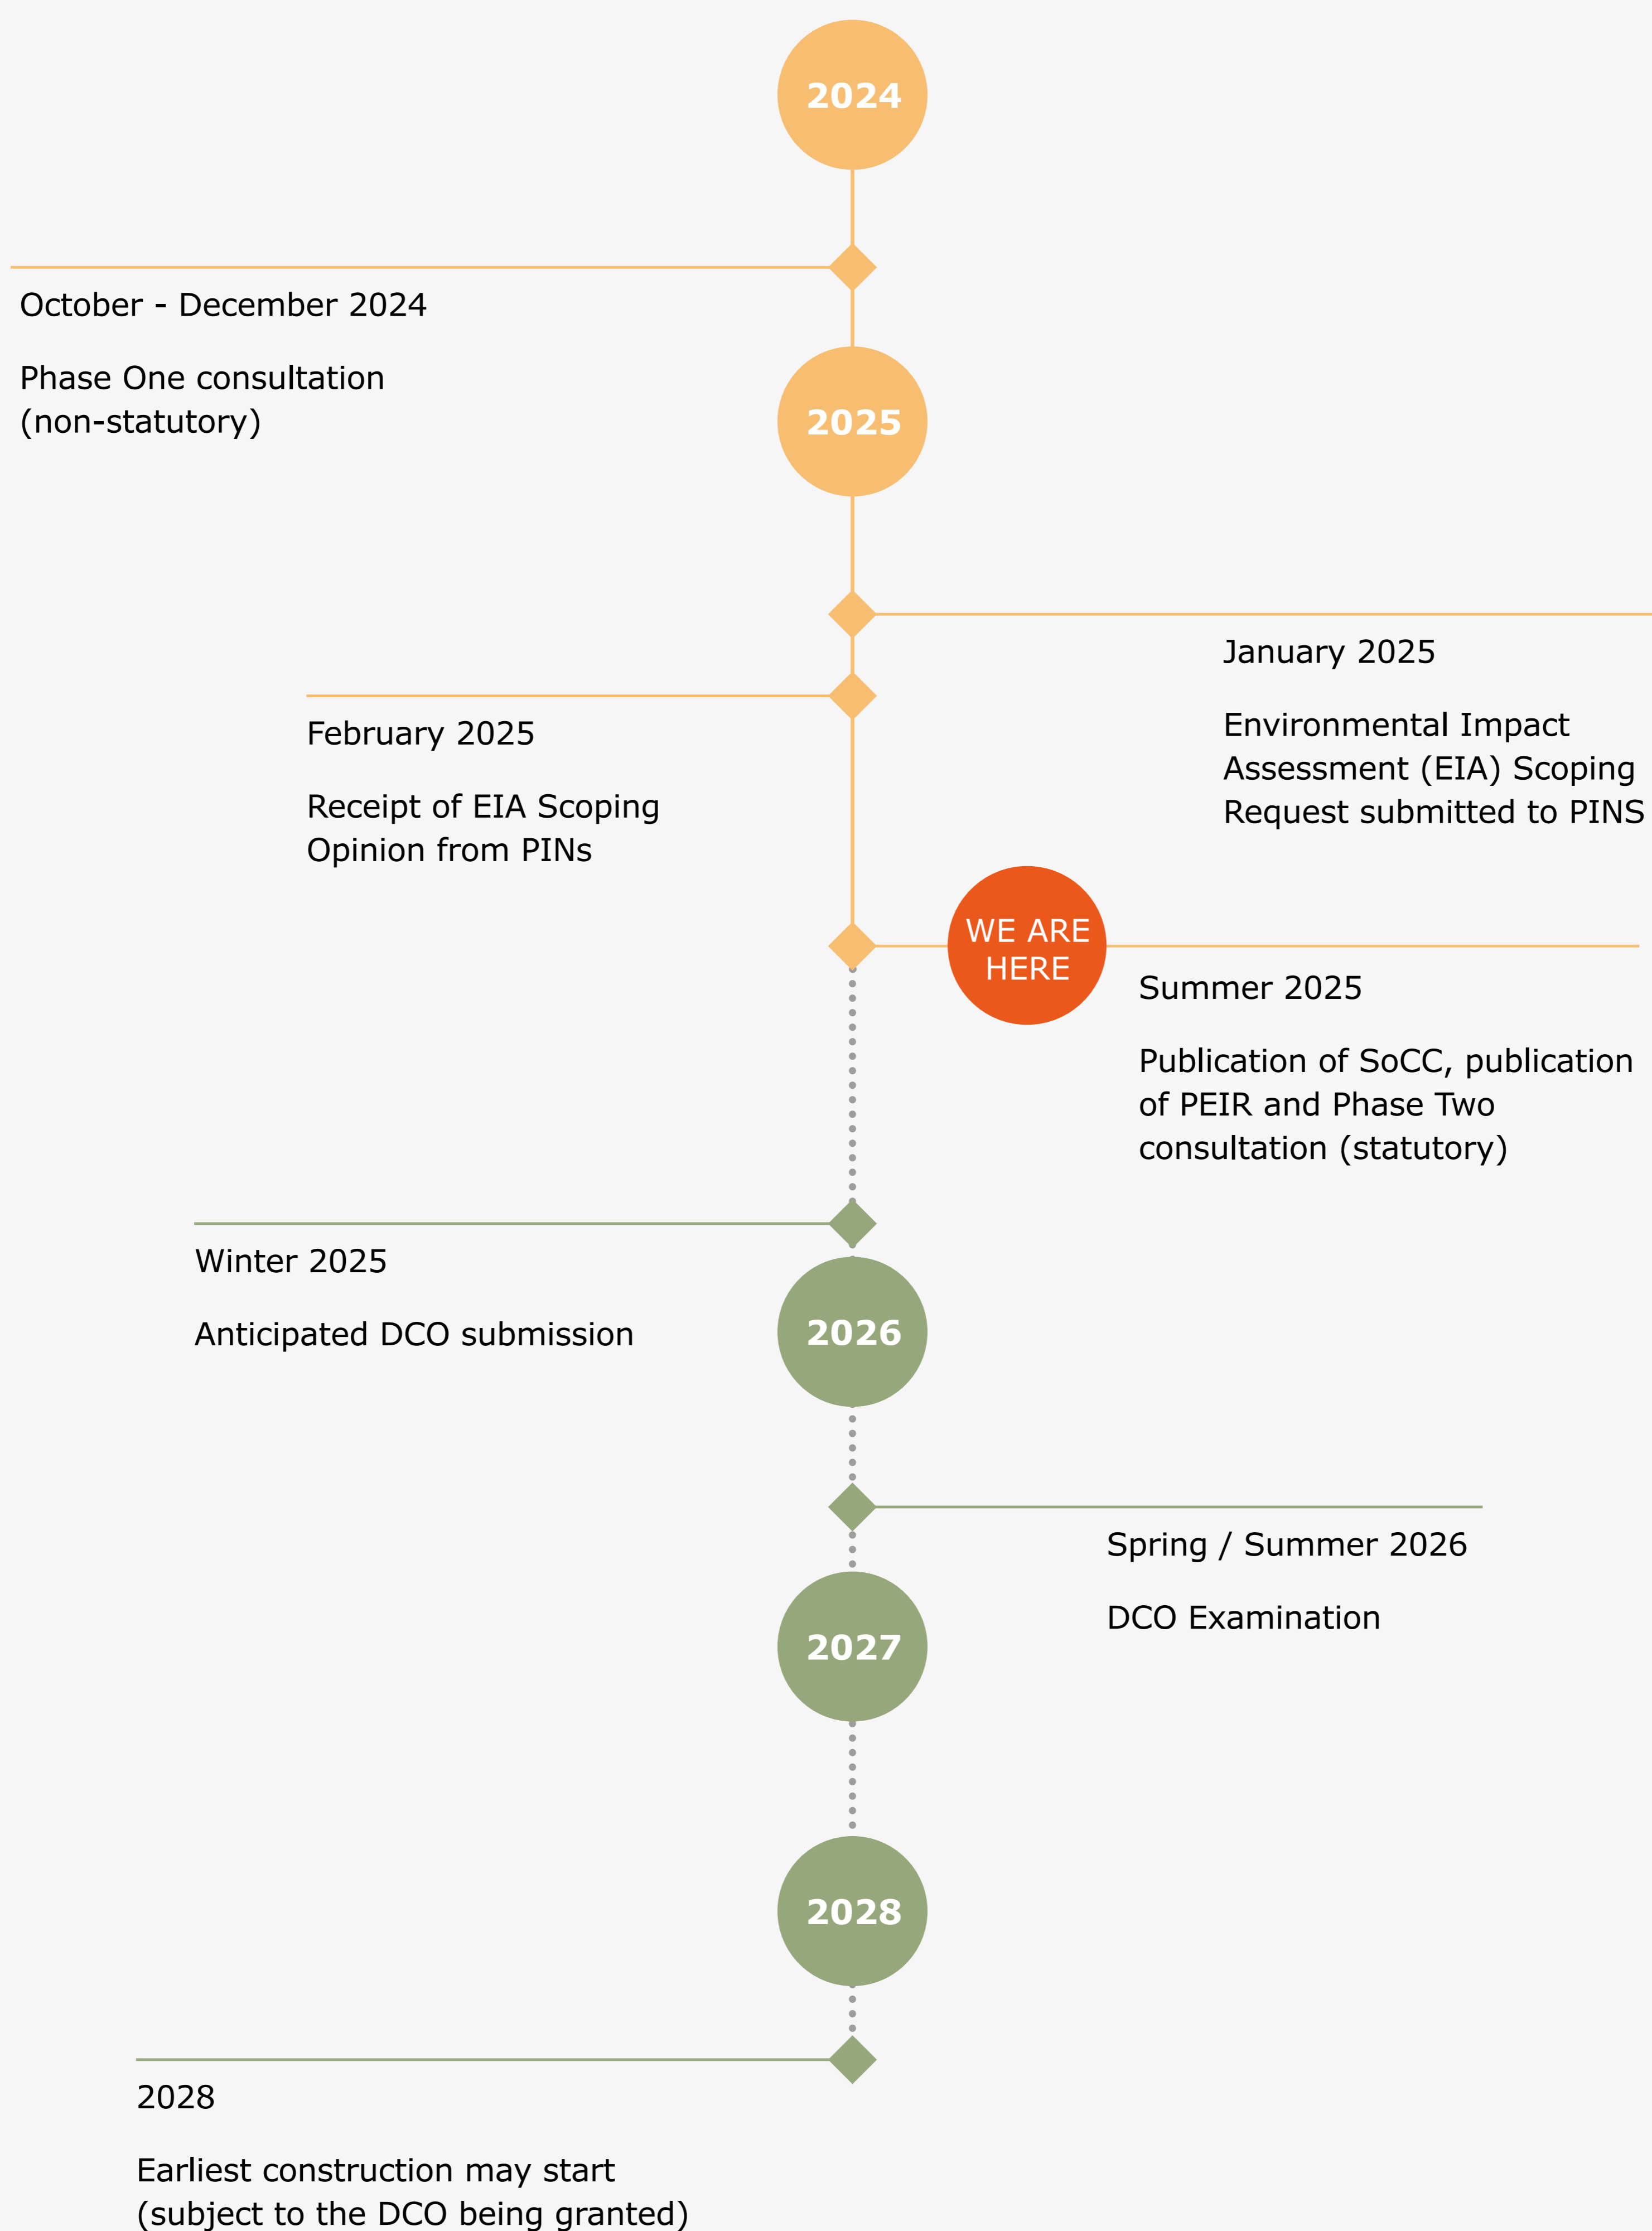 2024
October - December 2024
Phase One consultation
(non-statutory)
2025
January 2025
Environmental Impact
Assessment (EIA) Scoping
Request submitted to PINS
February 2025
Receipt of EIA Scoping
Opinion from PINs
WE ARE
HERE
Summer 2025
Publication of SoCC, publication
of PEIR and Phase Two
consultation (statutory)
Winter 2025
Anticipated DCO submission
2026
Spring / Summer 2026
DCO Examination
2027
2028
2028
Earliest construction may start
(subject to the DCO being granted)